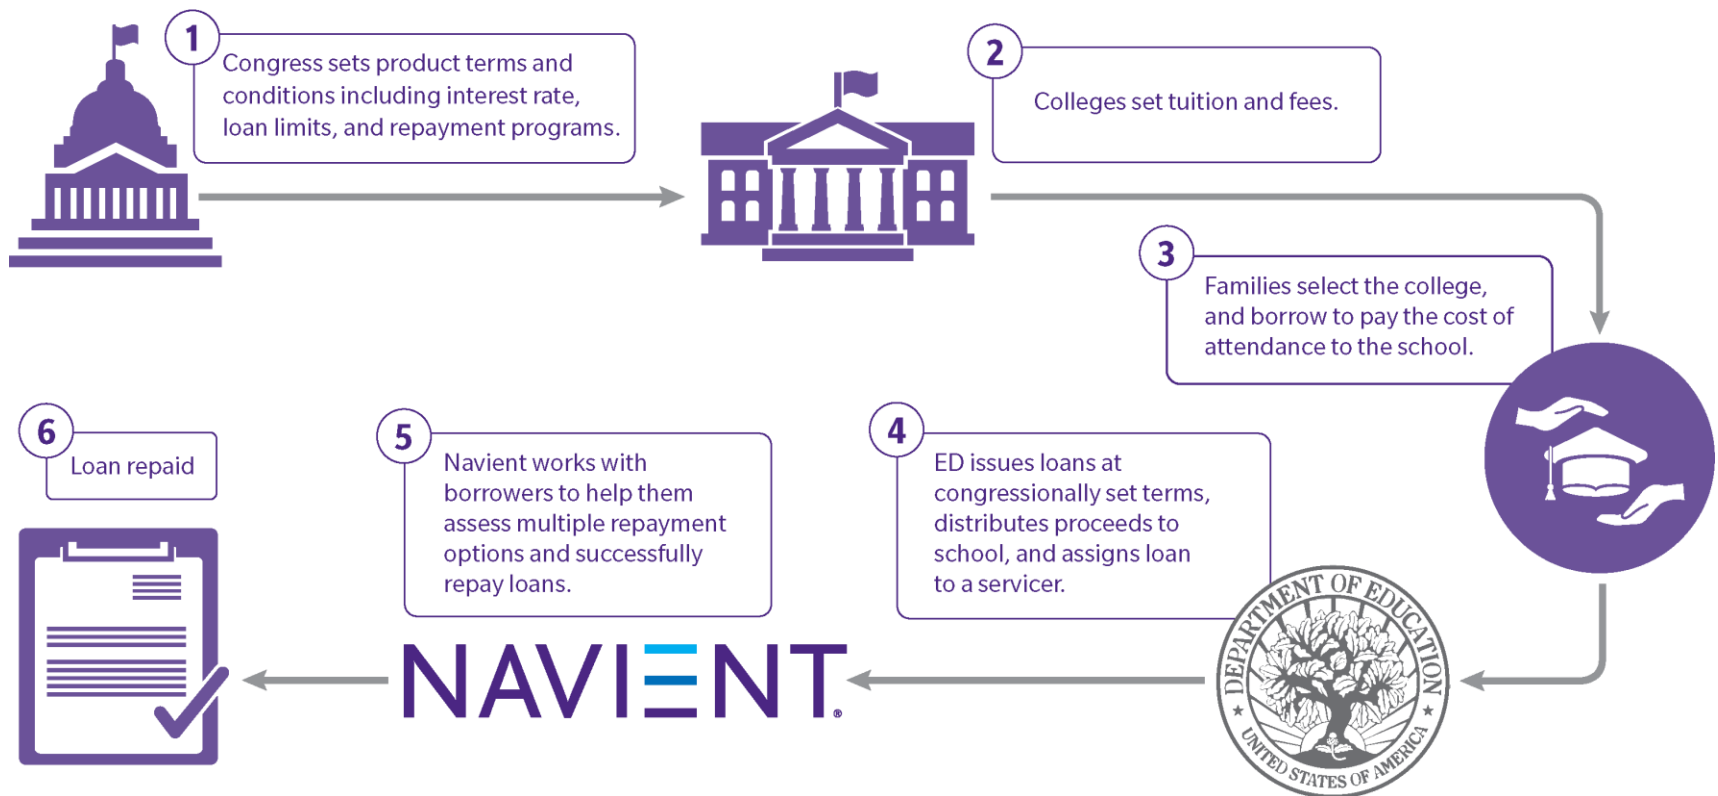 1
Congress sets product terms and
conditions including interest rate,
loan limits, and repayment programs.
2
Colleges set tuition and fees.
3
Families select the college,
and borrow to pay the cost of
attendance to the school.
4
ED issues loans at
congressionally set terms,
distributes proceeds to
school, and assigns loan
to a servicer.
DEPARTMENT OF EDUCATION
★ UNITED STATES OF AMERICA ★
5
Navient works with
borrowers to help them
assess multiple repayment
options and successfully
repay loans.
NAVIENT®
6
Loan repaid